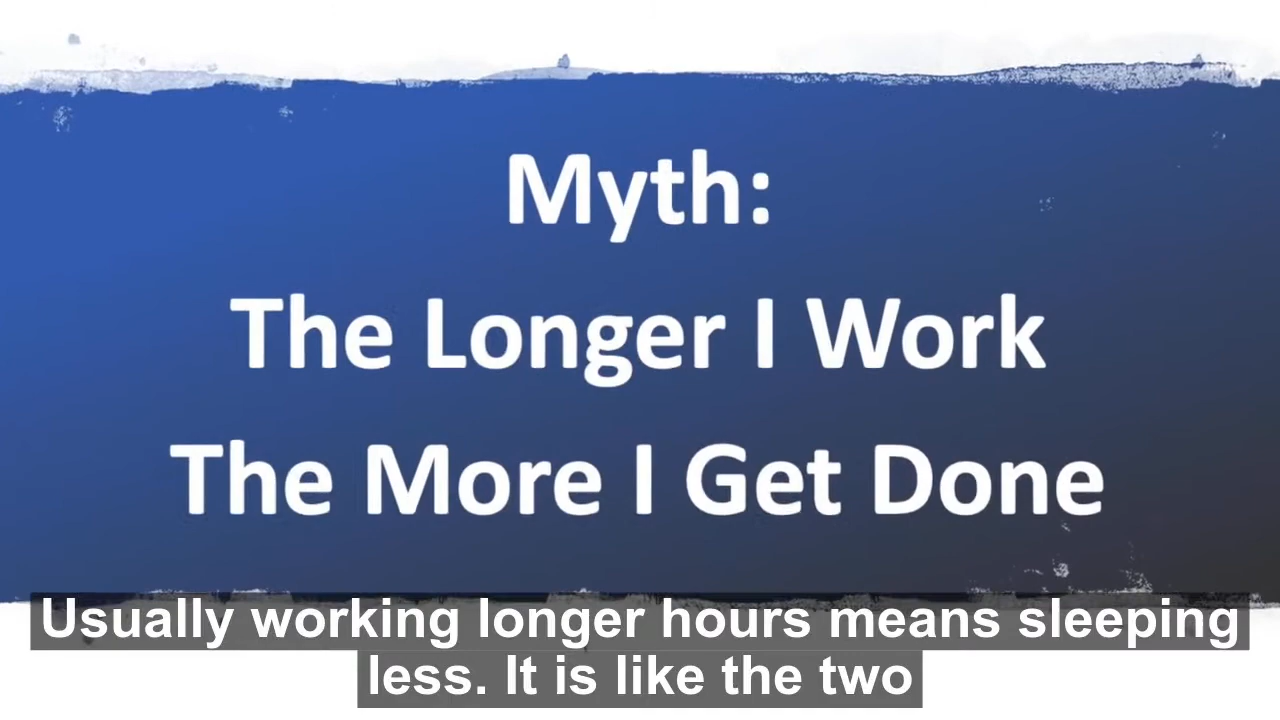 Myth:
The Longer I Work
The More I Get Done
Usually working longer hours means sleeping
less. It is like the two